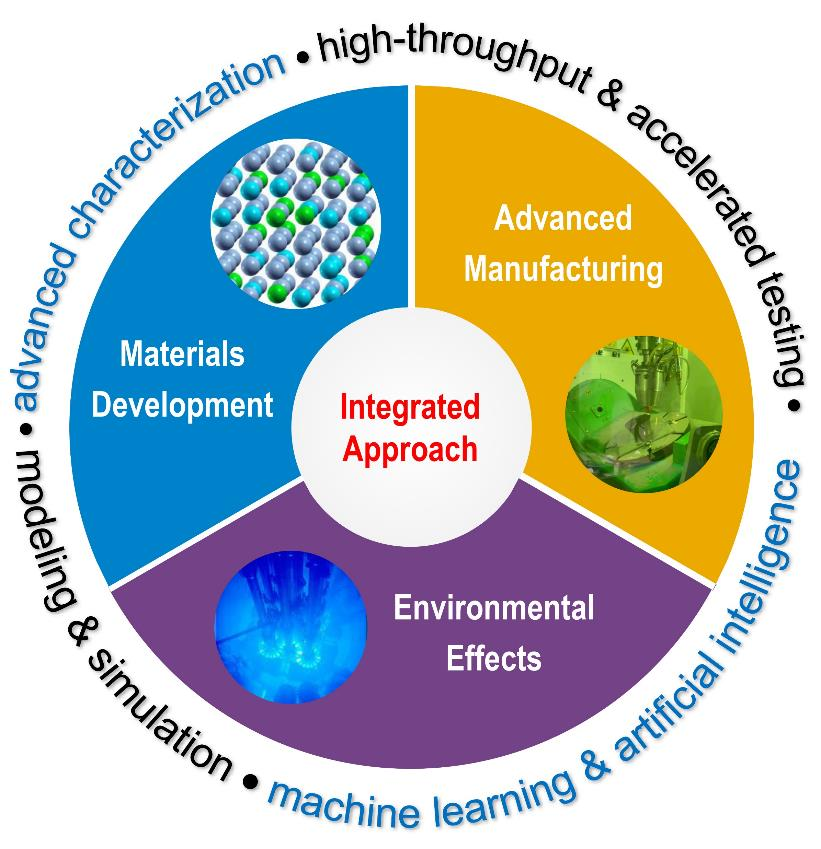 advanced characterization • high-throughput & accelerated testing •
machine learning & artificial intelligence
• modeling & simulation •
Advanced
Manufacturing
Materials
Development
Integrated
Approach
Environmental
Effects